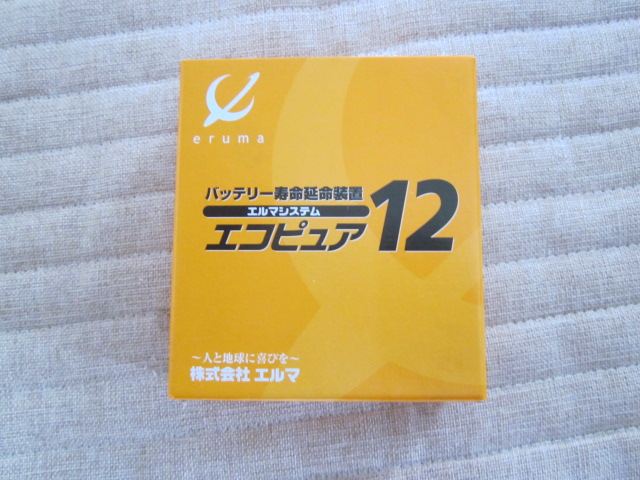 eruma
バッテリー寿命延命装置
エルマシステム
エコピュア12
～人と地球に喜びを～
株式会社 エルマ